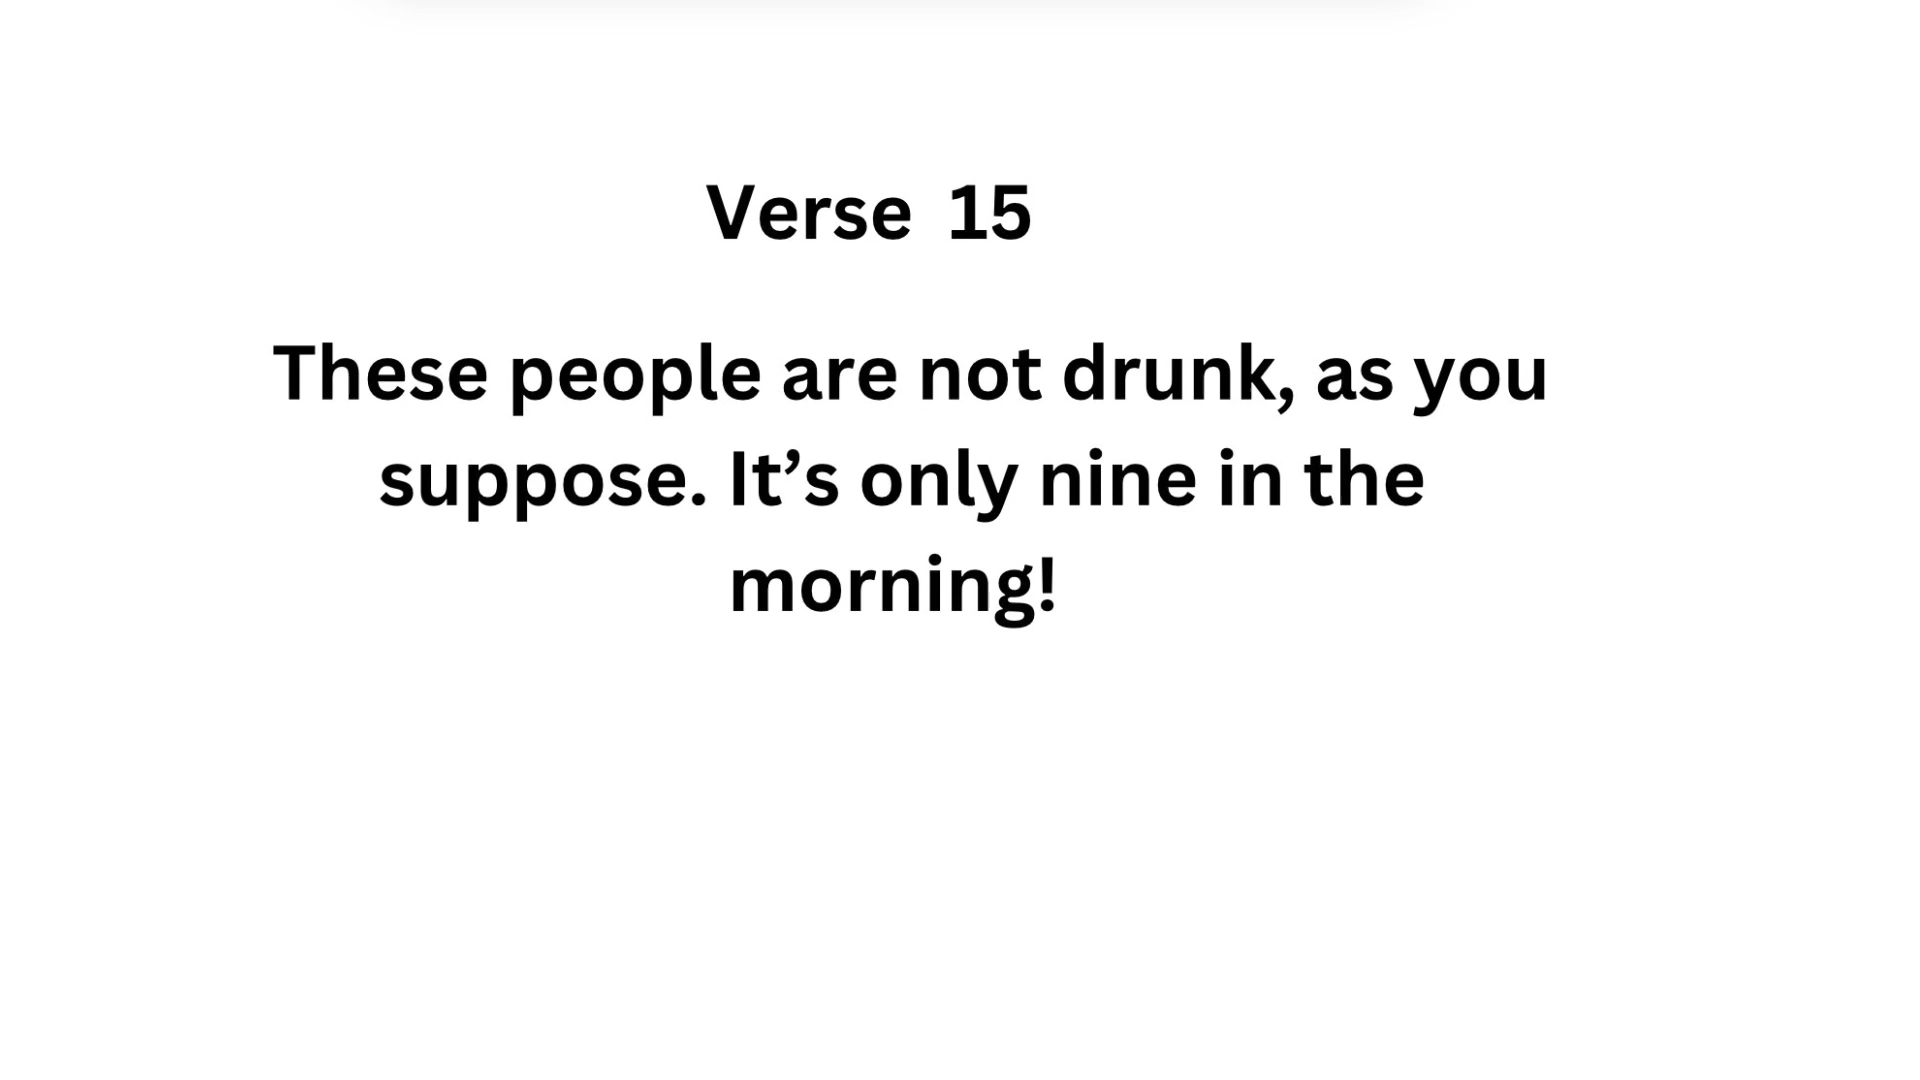 Verse  15
These people are not drunk, as you
suppose. It’s only nine in the
morning!